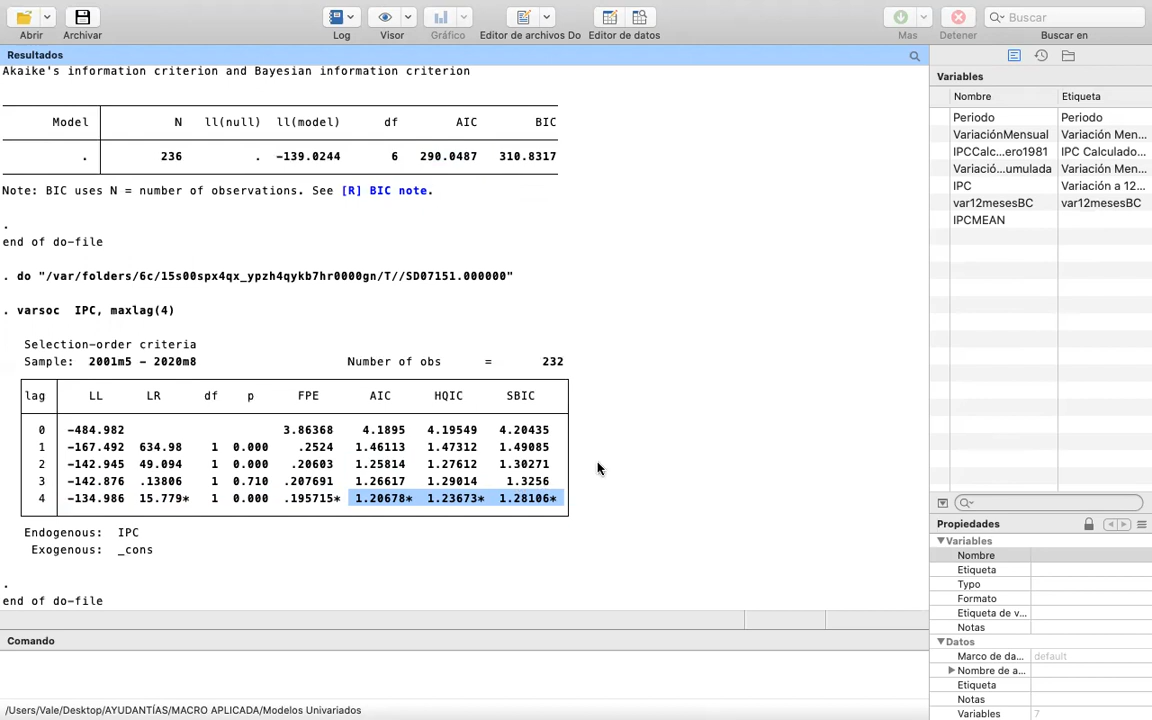 Abrir
Archivar
Log
Visor
Gráfico
Editor de archivos Do
Editor de datos
Mas
Detener
Buscar
Buscar en
Resultados
Akaike's information criterion and Bayesian information criterion
Model N ll(null) ll(model) df AIC BIC
. 236 . -139.0244 6 290.0487 310.8317
Note: BIC uses N = number of observations. See [R] BIC note.
.
end of do-file
. do "/var/folders/6c/15s00spx4qx_ypzh4qykb7hr0000gn/T//SD07151.000000"
. varsoc  IPC, maxlag(4)
Selection-order criteria
Sample: 2001m5 - 2020m8 Number of obs = 232
lag LL LR df p FPE AIC HQIC SBIC
0 -484.982 3.86368 4.1895 4.19549 4.20435
1 -167.492 634.98 1 0.000 .2524 1.46113 1.47312 1.49085
2 -142.945 49.094 1 0.000 .20603 1.25814 1.27612 1.30271
3 -142.876 .13806 1 0.710 .207691 1.26617 1.29014 1.3256
4 -134.986 15.779* 1 0.000 .195715* 1.20678* 1.23673* 1.28106*
Endogenous: IPC
Exogenous: _cons
.
end of do-file
Comando
/Users/Vale/Desktop/AYUDANTÍAS/MACRO APLICADA/Modelos Univariados
Variables
Nombre Etiqueta
Periodo Periodo
VariaciónMensual Variación Men...
IPCCalc...ero1981 IPC Calculado...
Variació...umulada Variación Men...
IPC Variación a 12...
var12mesesBC var12mesesBC
IPCMEAN
Propiedades
Variables
Nombre
Etiqueta
Tipo
Formato
Etiqueta de v...
Notas
Datos
Marco de da... default
Nombre de a...
Etiqueta
Notas
Variables 7